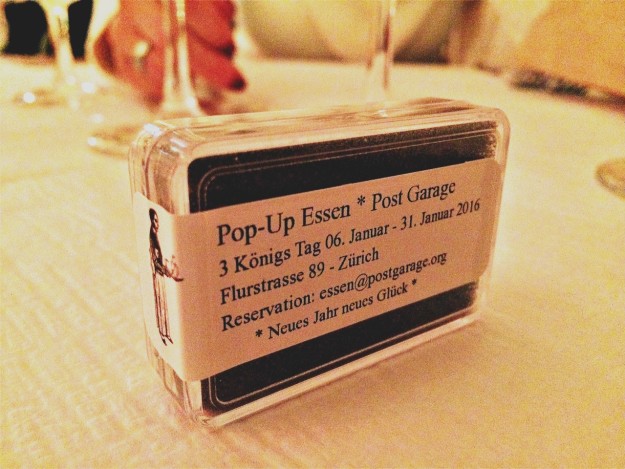 Pop-Up Essen * Post Garage
3 Königs Tag 06. Januar - 31. Januar 2016
Flurstrasse 89 - Zürich
Reservation: essen@postgarage.org
* Neues Jahr neues Glück *